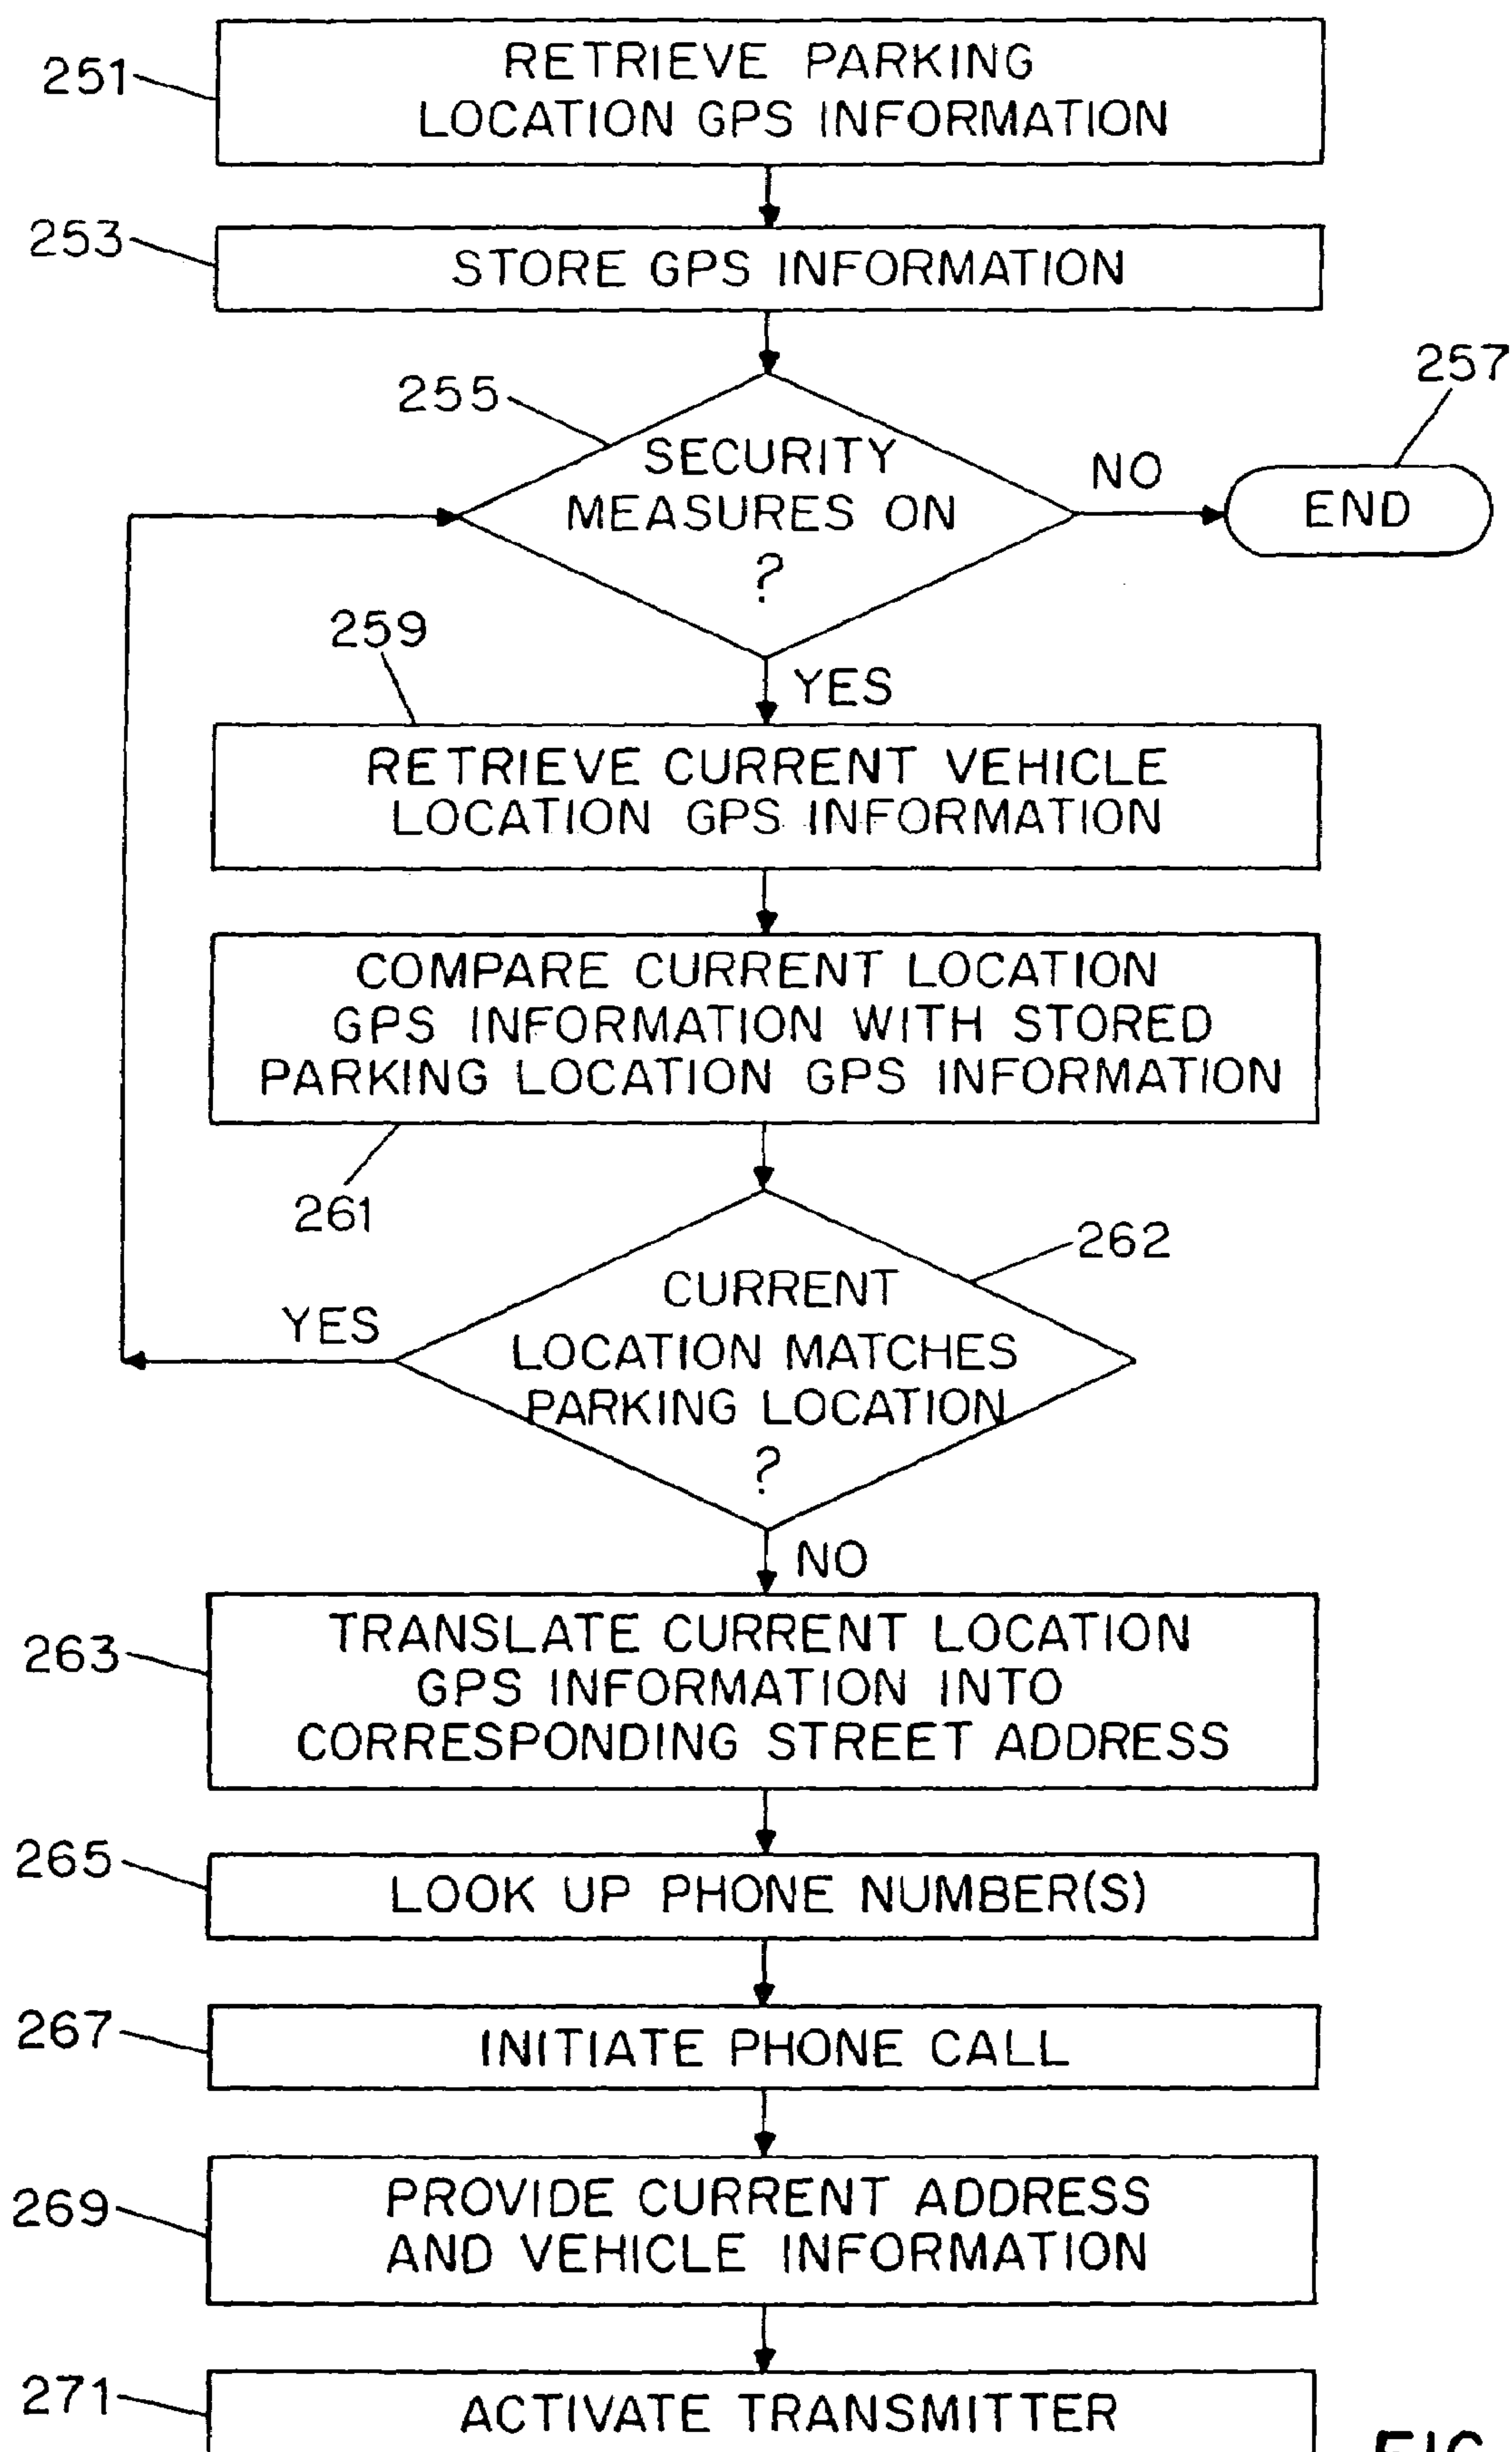 251
RETRIEVE PARKING
LOCATION GPS INFORMATION
253
STORE GPS INFORMATION
257
255
SECURITY
MEASURES ON
?
NO
END
259
YES
RETRIEVE CURRENT VEHICLE
LOCATION GPS INFORMATION
COMPARE CURRENT LOCATION
GPS INFORMATION WITH STORED
PARKING LOCATION GPS INFORMATION
261
262
CURRENT
LOCATION MATCHES
PARKING LOCATION
?
YES
NO
263
TRANSLATE CURRENT LOCATION
GPS INFORMATION INTO
CORRESPONDING STREET ADDRESS
265
LOOK UP PHONE NUMBER(S)
267
INITIATE PHONE CALL
269
PROVIDE CURRENT ADDRESS
AND VEHICLE INFORMATION
271
ACTIVATE TRANSMITTER
FIG